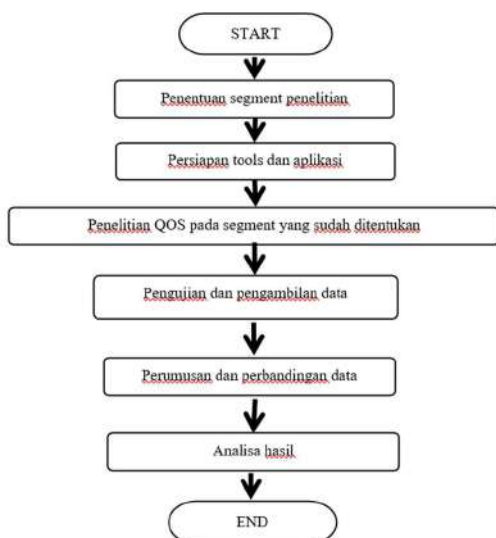 START
Penentuan segment penelitian
Persiapan tools dan aplikasi
Penelitian QOS pada segment yang sudah ditentukan
Pengujian dan pengambilan data
Perumusan dan perbandingan data
Analisa hasil
END